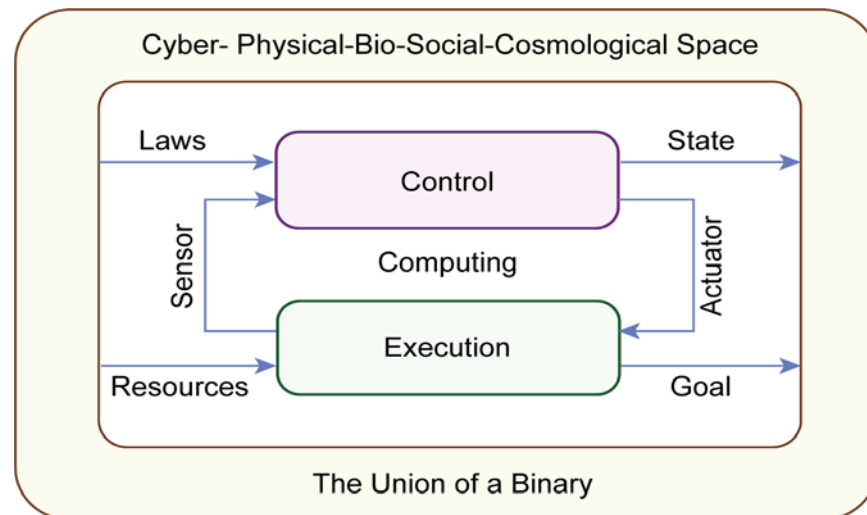 Cyber- Physical-Bio-Social-Cosmological Space
Laws
State
Control
Sensor
Computing
Actuator
Execution
Resources
Goal
The Union of a Binary